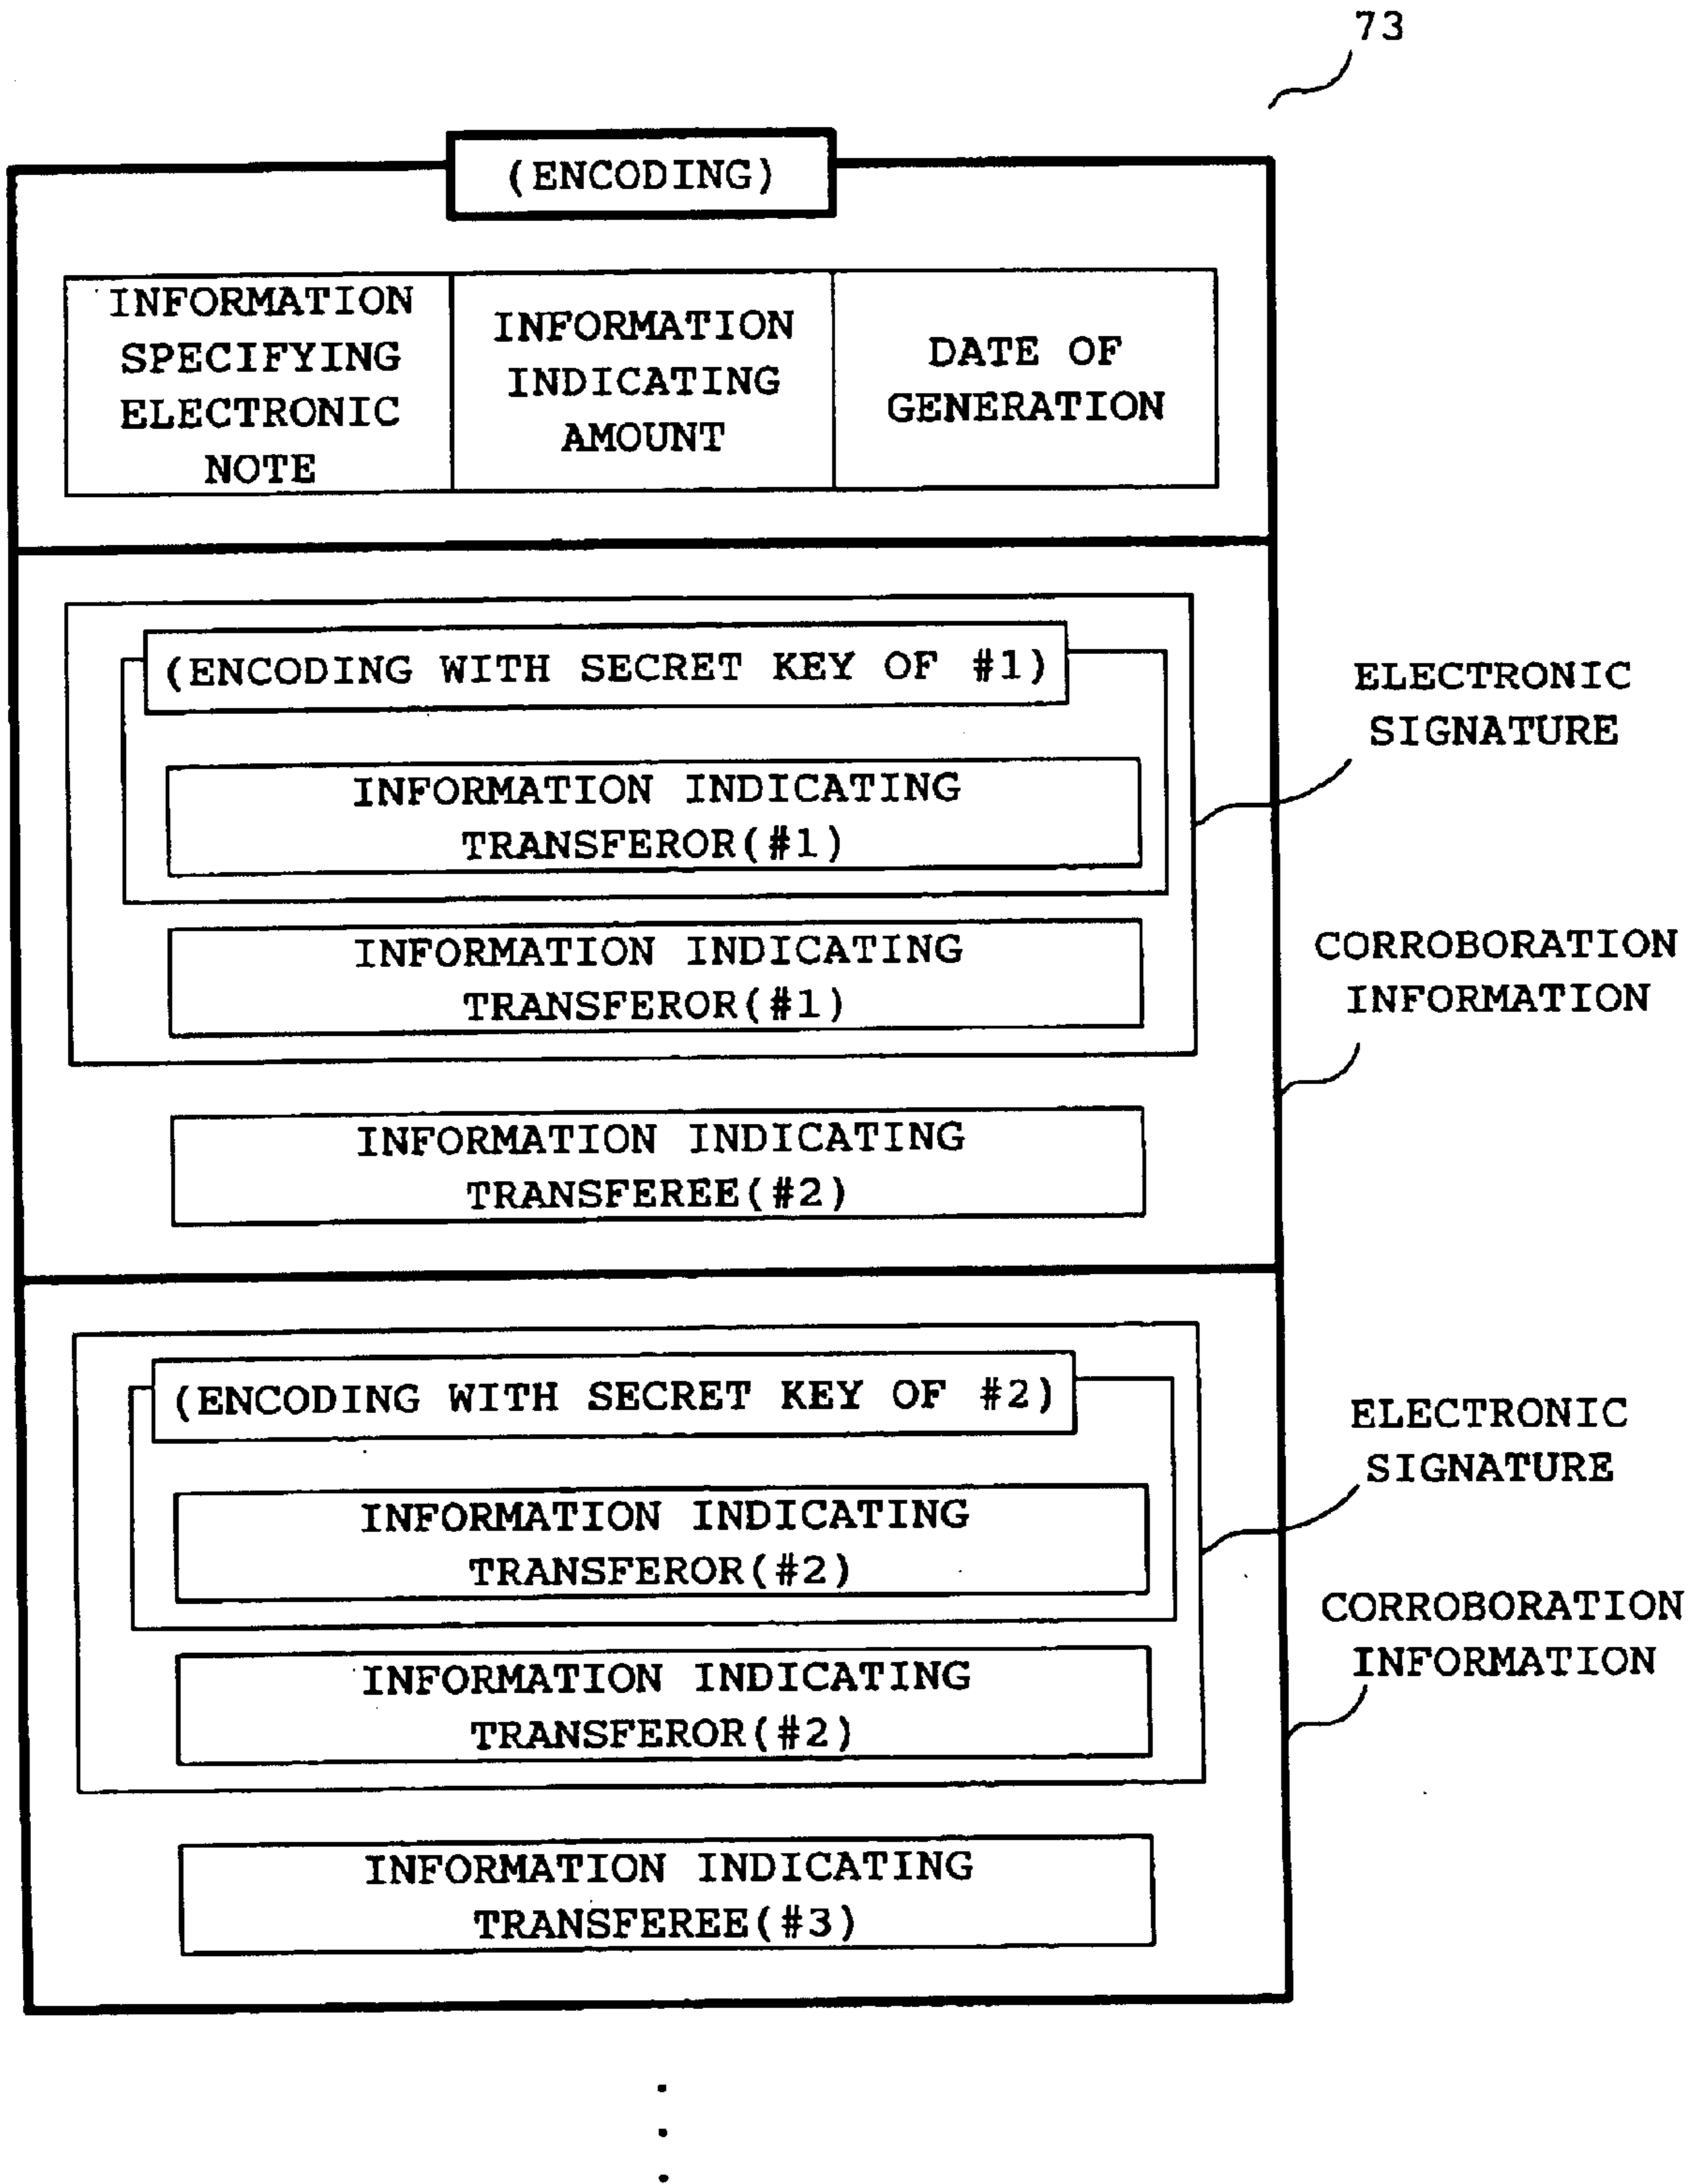 73
(ENCODING)
INFORMATION
SPECIFYING
ELECTRONIC
NOTE
INFORMATION
INDICATING
AMOUNT
DATE OF
GENERATION
(ENCODING WITH SECRET KEY OF #1)
INFORMATION INDICATING
TRANSFEROR(#1)
INFORMATION INDICATING
TRANSFEROR(#1)
INFORMATION INDICATING
TRANSFEREE(#2)
ELECTRONIC
SIGNATURE
CORROBORATION
INFORMATION
(ENCODING WITH SECRET KEY OF #2)
INFORMATION INDICATING
TRANSFEROR(#2)
INFORMATION INDICATING
TRANSFEROR(#2)
INFORMATION INDICATING
TRANSFEREE(#3)
ELECTRONIC
SIGNATURE
CORROBORATION
INFORMATION